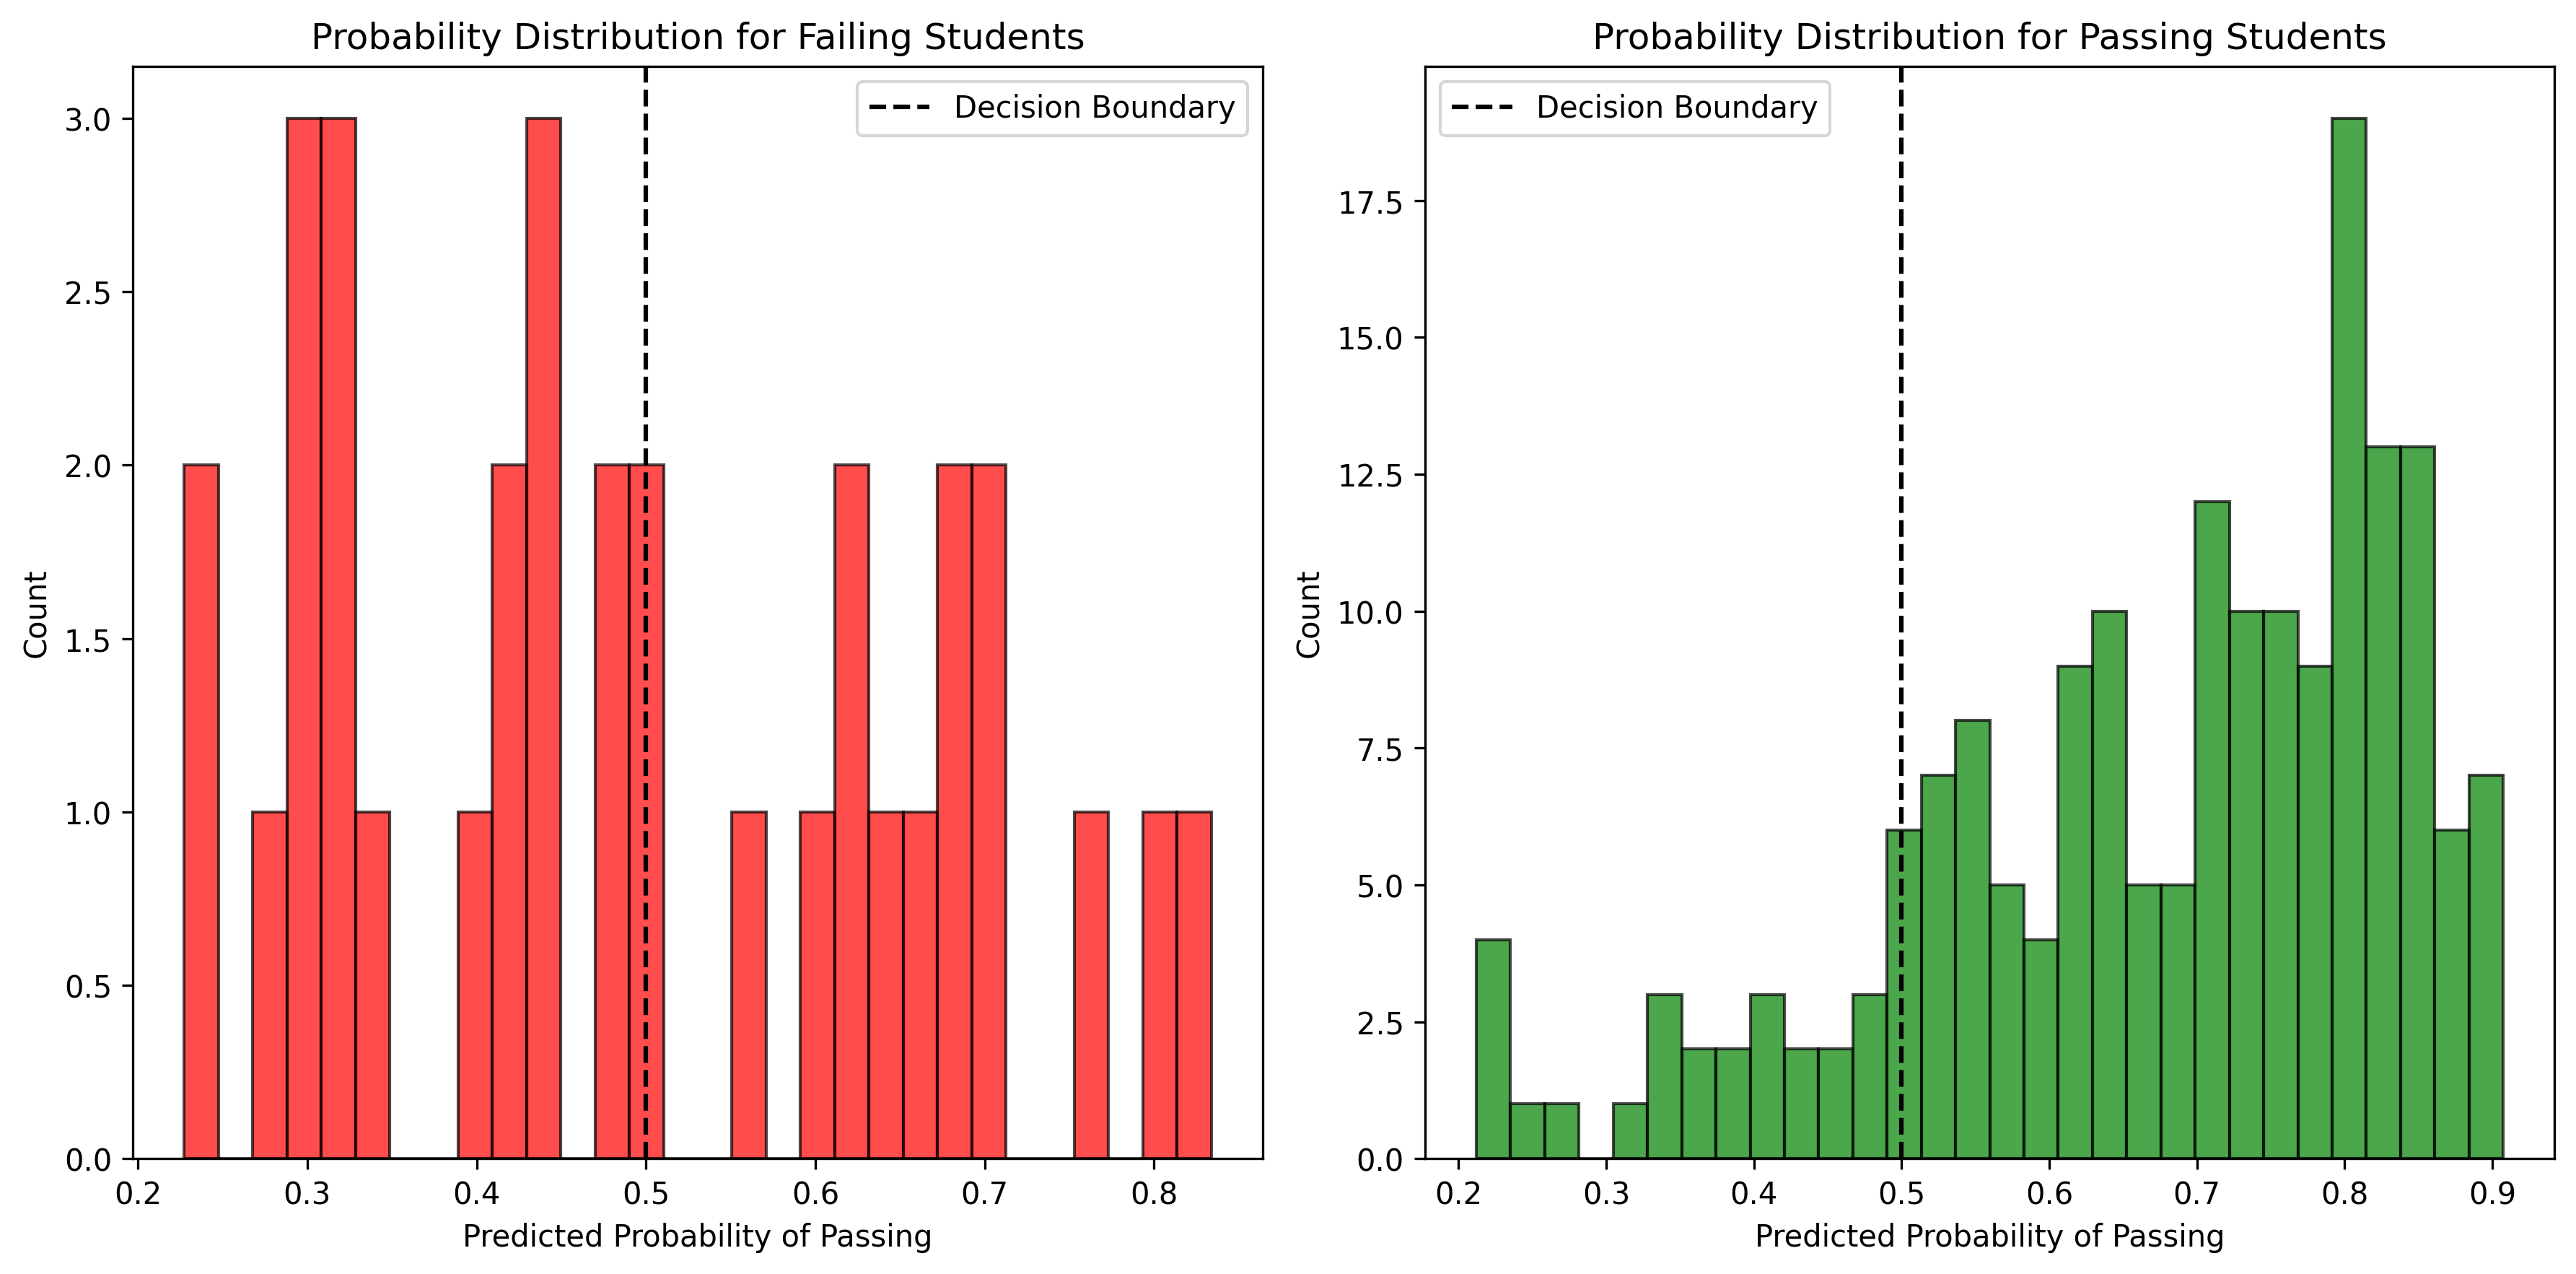 Probability Distribution for Failing Students
Decision Boundary
3.0
2.5
2.0
1.5
1.0
0.5
0.0
Count
0.2 0.3 0.4 0.5 0.6 0.7 0.8
Predicted Probability of Passing
Probability Distribution for Passing Students
Decision Boundary
17.5
15.0
12.5
10.0
7.5
5.0
2.5
0.0
Count
0.2 0.3 0.4 0.5 0.6 0.7 0.8 0.9
Predicted Probability of Passing